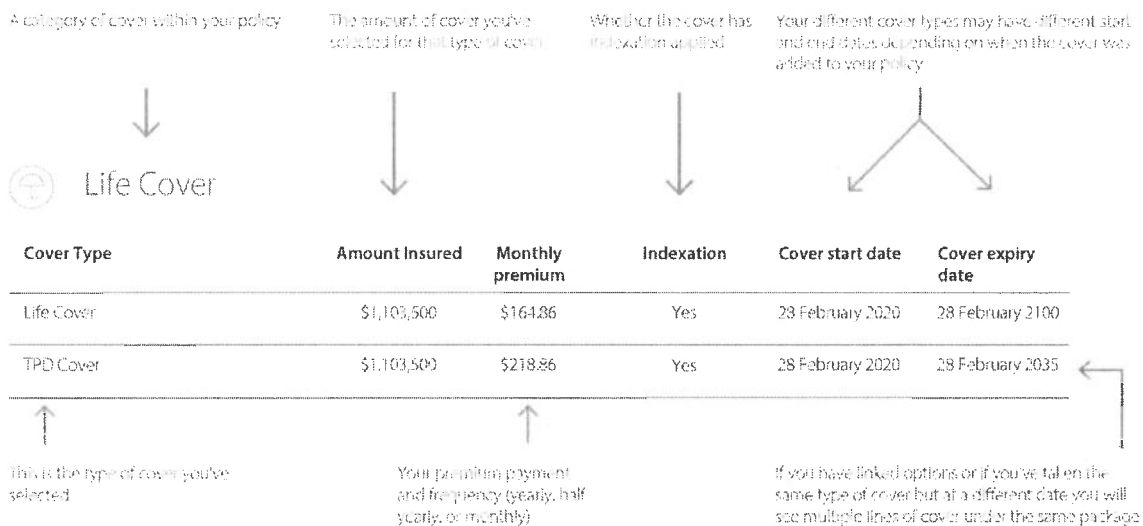 A category of cover within your policy
The amount of cover you've
selected for that type of cover
Whether the cover has
indexation applied
Your different cover types may have different start
and end dates depending on when the cover was
added to your policy
Life Cover
Cover Type Amount Insured Monthly premium Indexation Cover start date Cover expiry date
Life Cover $1,103,500 $164.86 Yes 28 February 2020 28 February 2100
TPD Cover $1,103,500 $218.86 Yes 28 February 2020 28 February 2035
This is the type of cover you've
selected
Your premium payment
and frequency (yearly, half
yearly, or monthly)
If you have linked options or if you've taken the
same type of cover but at a different date you will
see multiple lines of cover under the same package